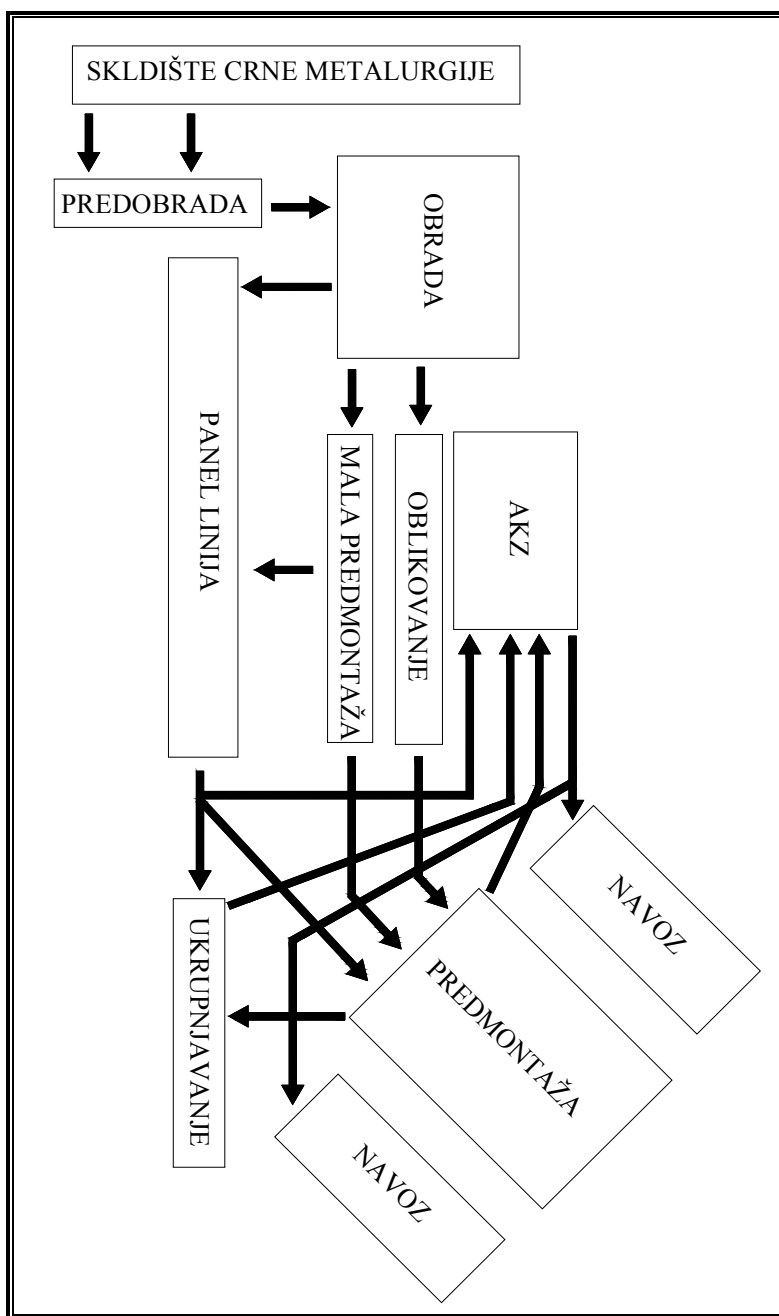 SKLDIŠTE CRNE METALURGIJE
PREDOBRADA
OBRADA
PANEL LINIJA
MALA PREDMONTAŽA
OBLIKOVANJE
AKZ
NAVOZ
UKRUPNJAVANJE
PREDMONTAŽA
NAVOZ